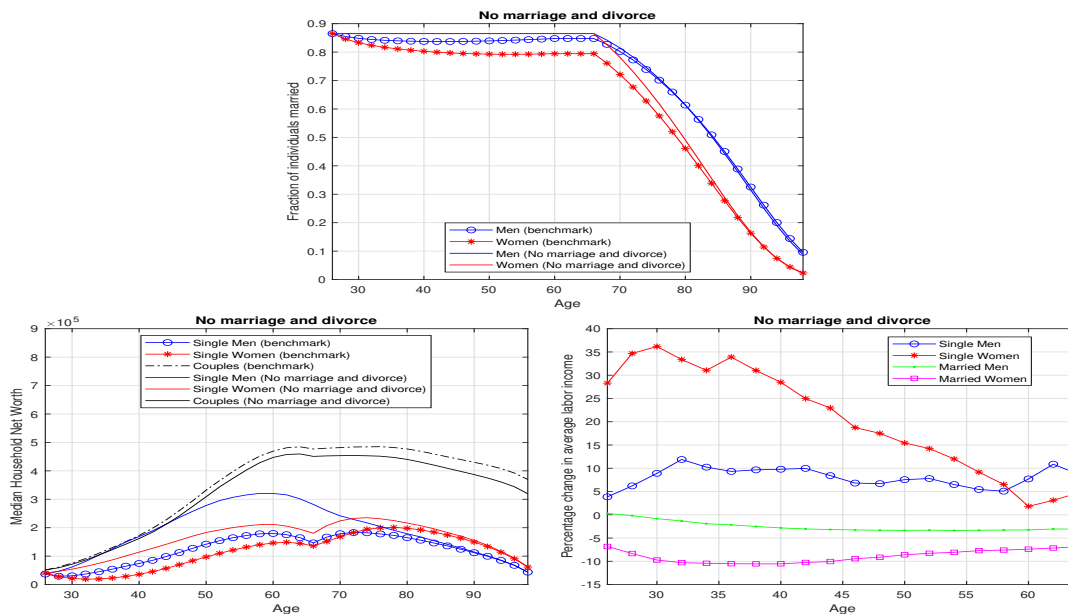 No marriage and divorce
0.9
0.8
0.7
0.6
0.5
0.4
0.3
0.2
0.1
0
Fraction of individuals married
Men (benchmark)
Women (benchmark)
Men (No marriage and divorce)
Women (No marriage and divorce)
30 40 50 60 70 80 90
Age
No marriage and divorce
×10⁵
9
8
7
6
5
4
3
2
1
0
Median Household Net Worth
Single Men (benchmark)
Single Women (benchmark)
Couples (benchmark)
Single Men (No marriage and divorce)
Single Women (No marriage and divorce)
Couples (No marriage and divorce)
30 40 50 60 70 80 90
Age
No marriage and divorce
40
35
30
25
20
15
10
5
0
-5
-10
-15
Percentage change in average labor income
Single Men
Single Women
Married Men
Married Women
30 35 40 45 50 55 60
Age